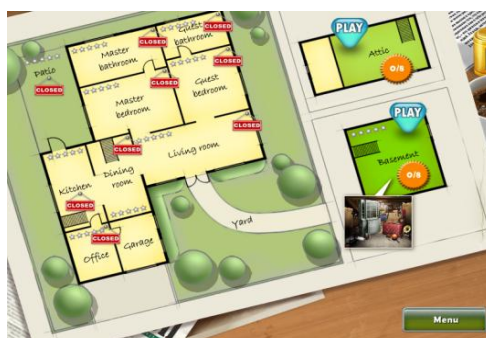 Guest
bathroom
CLOSED
Master
bathroom
CLOSED
PLAY
Attic
0/8
Patio
CLOSED
CLOSED
Guest
bedroom
CLOSED
Master
bedroom
PLAY
CLOSED
Living room
Basement
0/8
CLOSED
Dining
room
Kitchen
CLOSED
Yard
CLOSED
Office
Garage
Menu